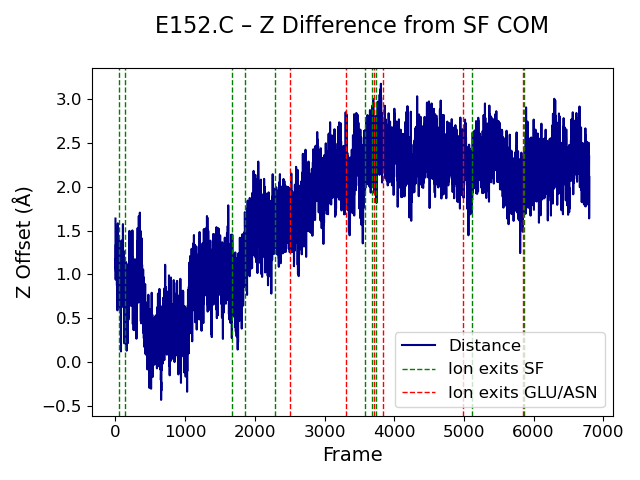 E152.C – Z Difference from SF COM
Z Offset (Å)
3.0
2.5
2.0
1.5
1.0
0.5
0.0
−0.5
Distance
Ion exits SF
Ion exits GLU/ASN
0 1000 2000 3000 4000 5000 6000 7000
Frame